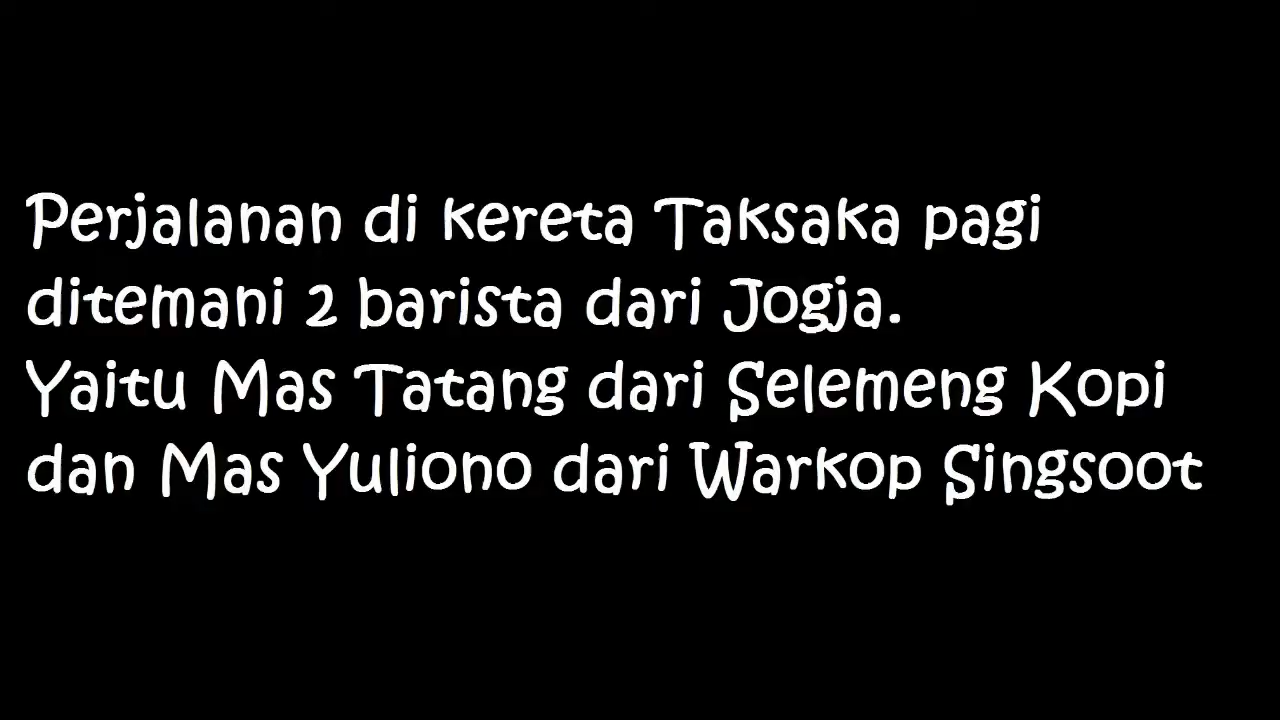 Perjalanan di kereta Taksaka pagi
ditemani 2 barista dari Jogja.
Yaitu Mas Tatang dari Selemeng Kopi
dan Mas Yuliono dari Warkop Singsoot